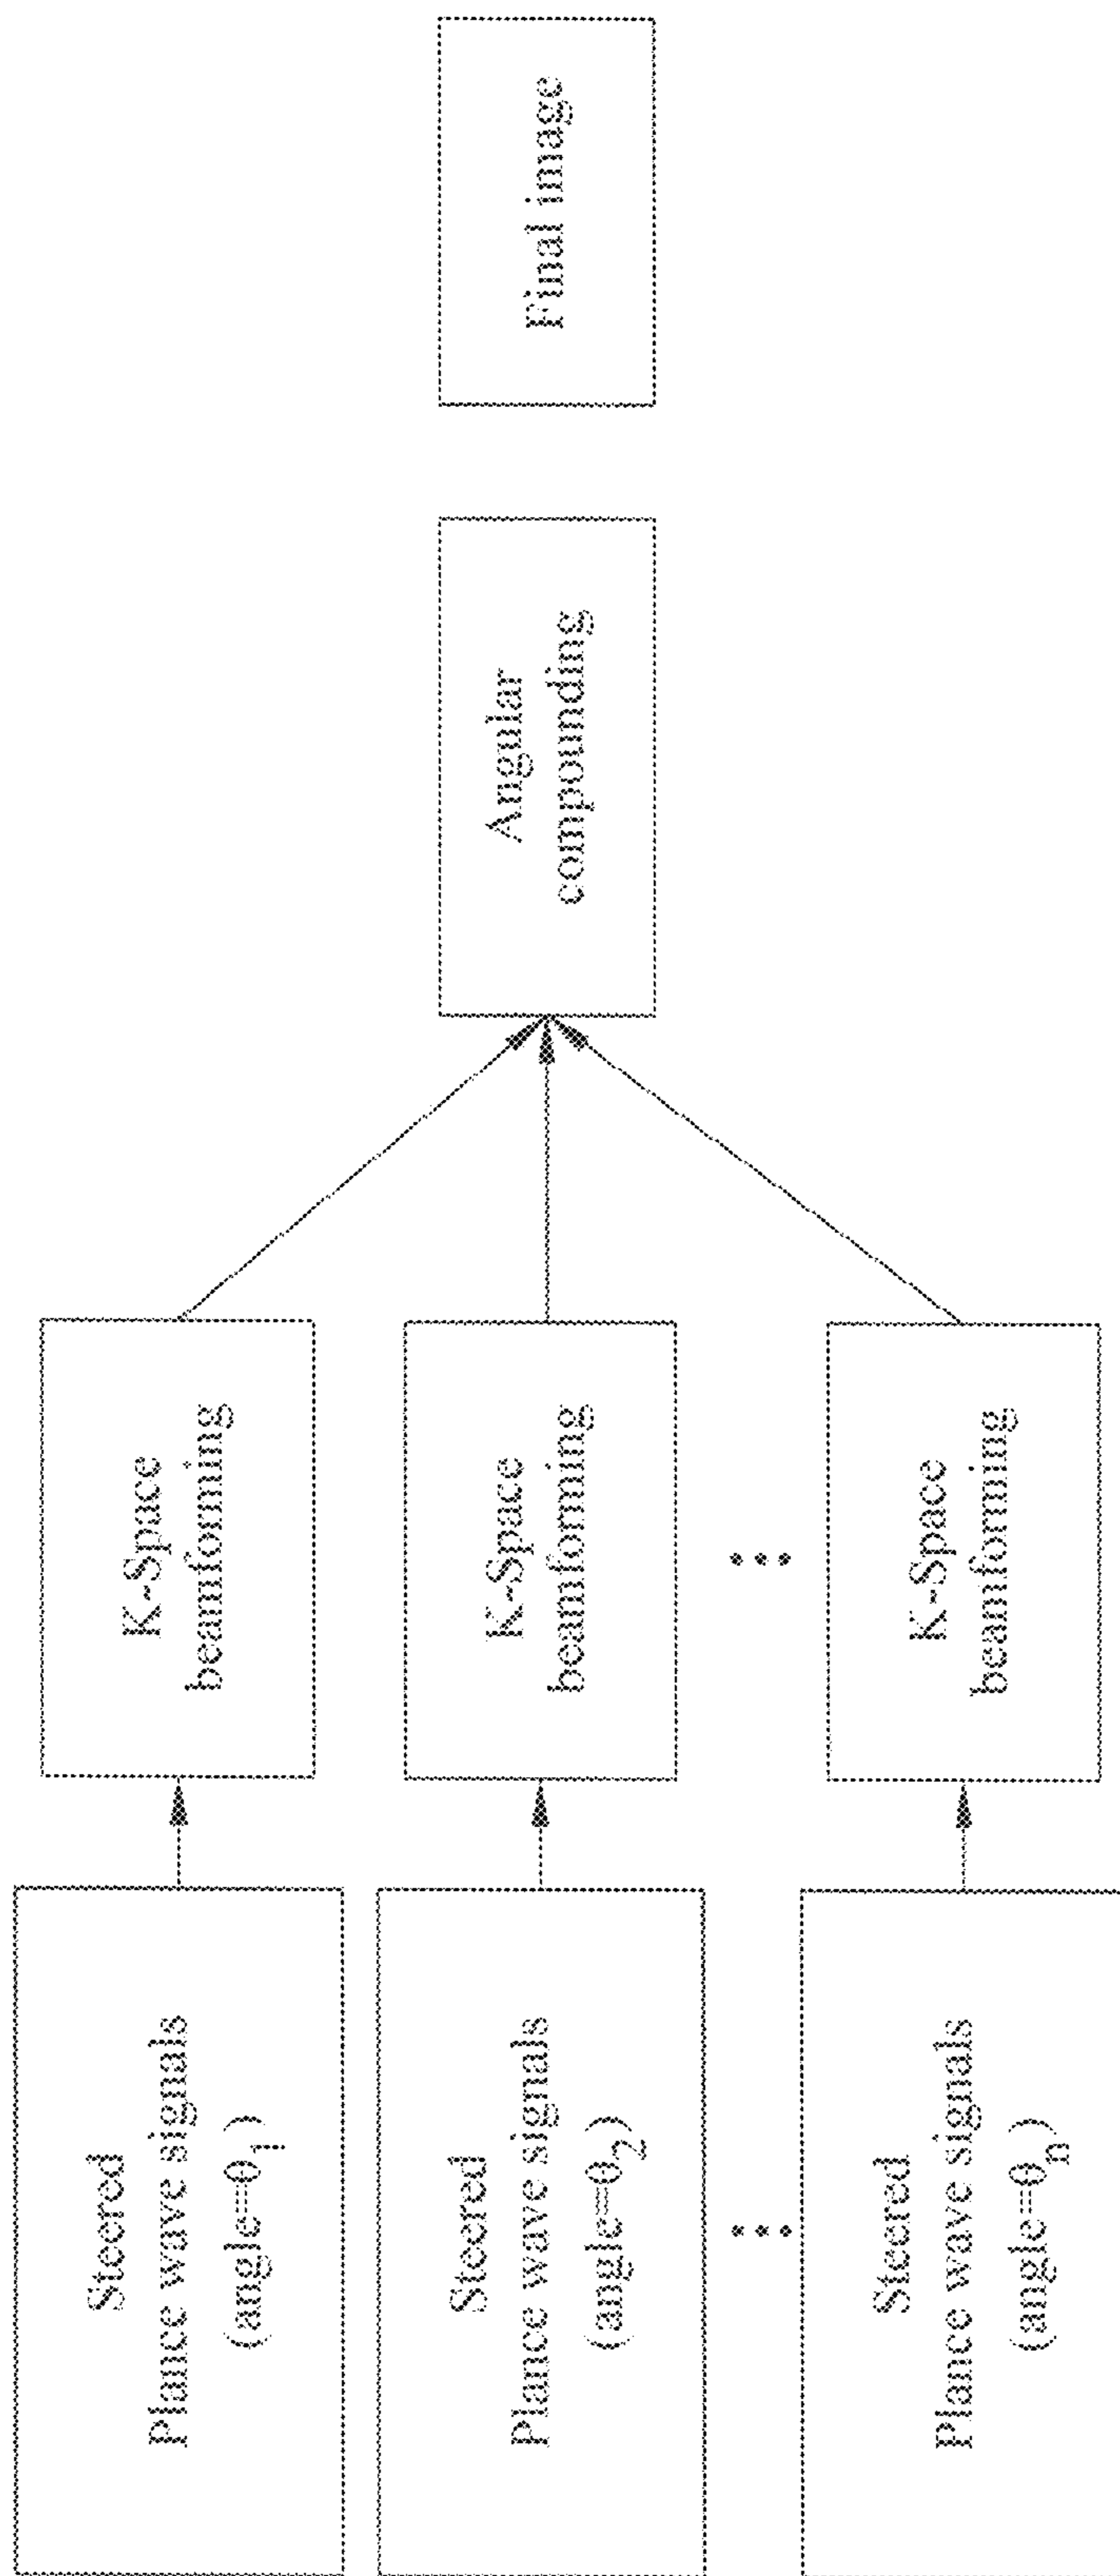 Steered
Plance wave signals
(angle=θ₁)
K-Space
beamforming
Steered
Plance wave signals
(angle=θ₂)
K-Space
beamforming
Steered
Plance wave signals
(angle=θₙ)
K-Space
beamforming
Angular
compounding
Final image